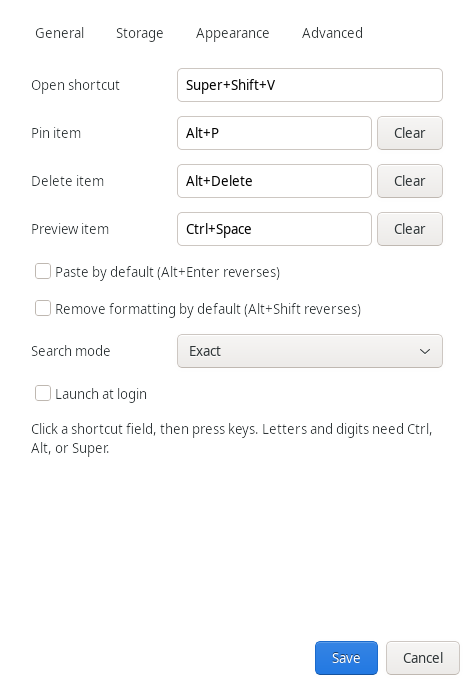 General Storage Appearance Advanced
Open shortcut Super+Shift+V
Pin item Alt+P Clear
Delete item Alt+Delete Clear
Preview item Ctrl+Space Clear
Paste by default (Alt+Enter reverses)
Remove formatting by default (Alt+Shift reverses)
Search mode Exact
Launch at login
Click a shortcut field, then press keys. Letters and digits need Ctrl,
Alt, or Super.
Save Cancel